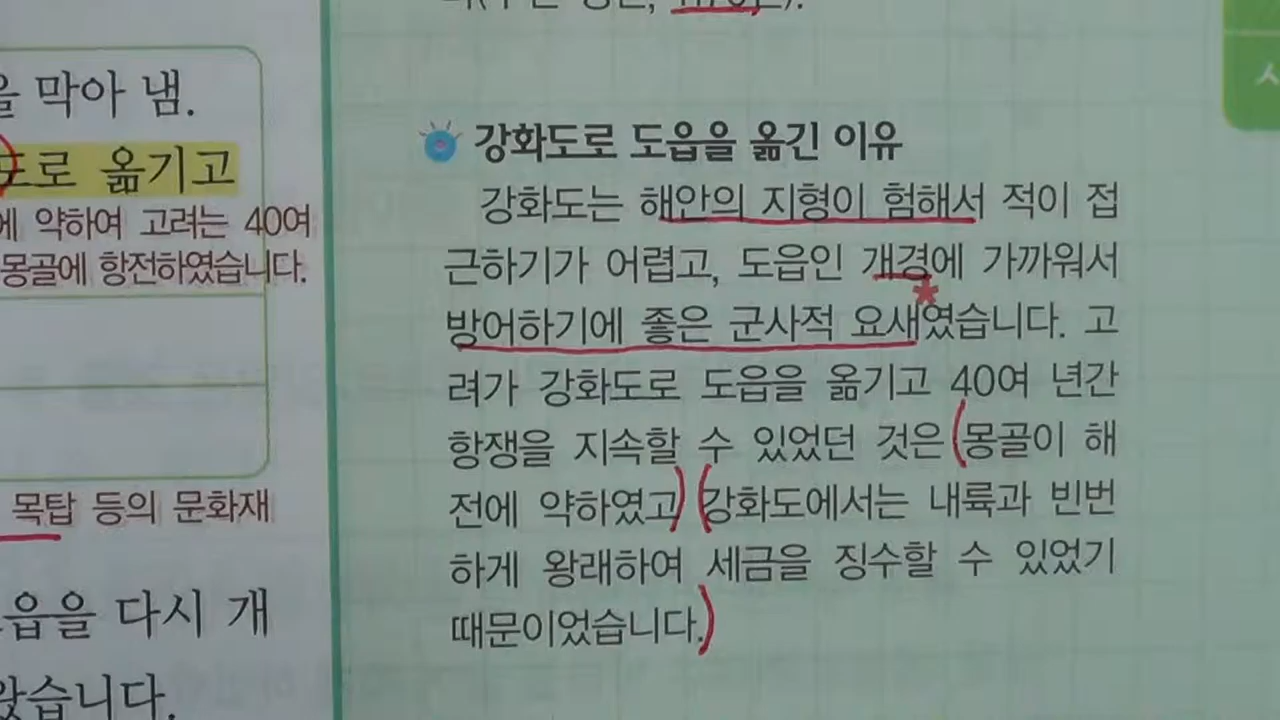 막아 냄.
로 옮기고
에 약하여 고려는 40여
몽골에 항전하였습니다.
목탑 등의 문화재
읍을 다시 개
왔습니다.
강화도로 도읍을 옮긴 이유
강화도는 해안의 지형이 험해서 적이 접
근하기가 어렵고, 도읍인 개경에 가까워서
방어하기에 좋은 군사적 요새*였습니다. 고
려가 강화도로 도읍을 옮기고 40여 년간
항쟁을 지속할 수 있었던 것은 (몽골이 해
전에 약하였고) (강화도에서는 내륙과 빈번
하게 왕래하여 세금을 징수할 수 있었기
때문이었습니다.)